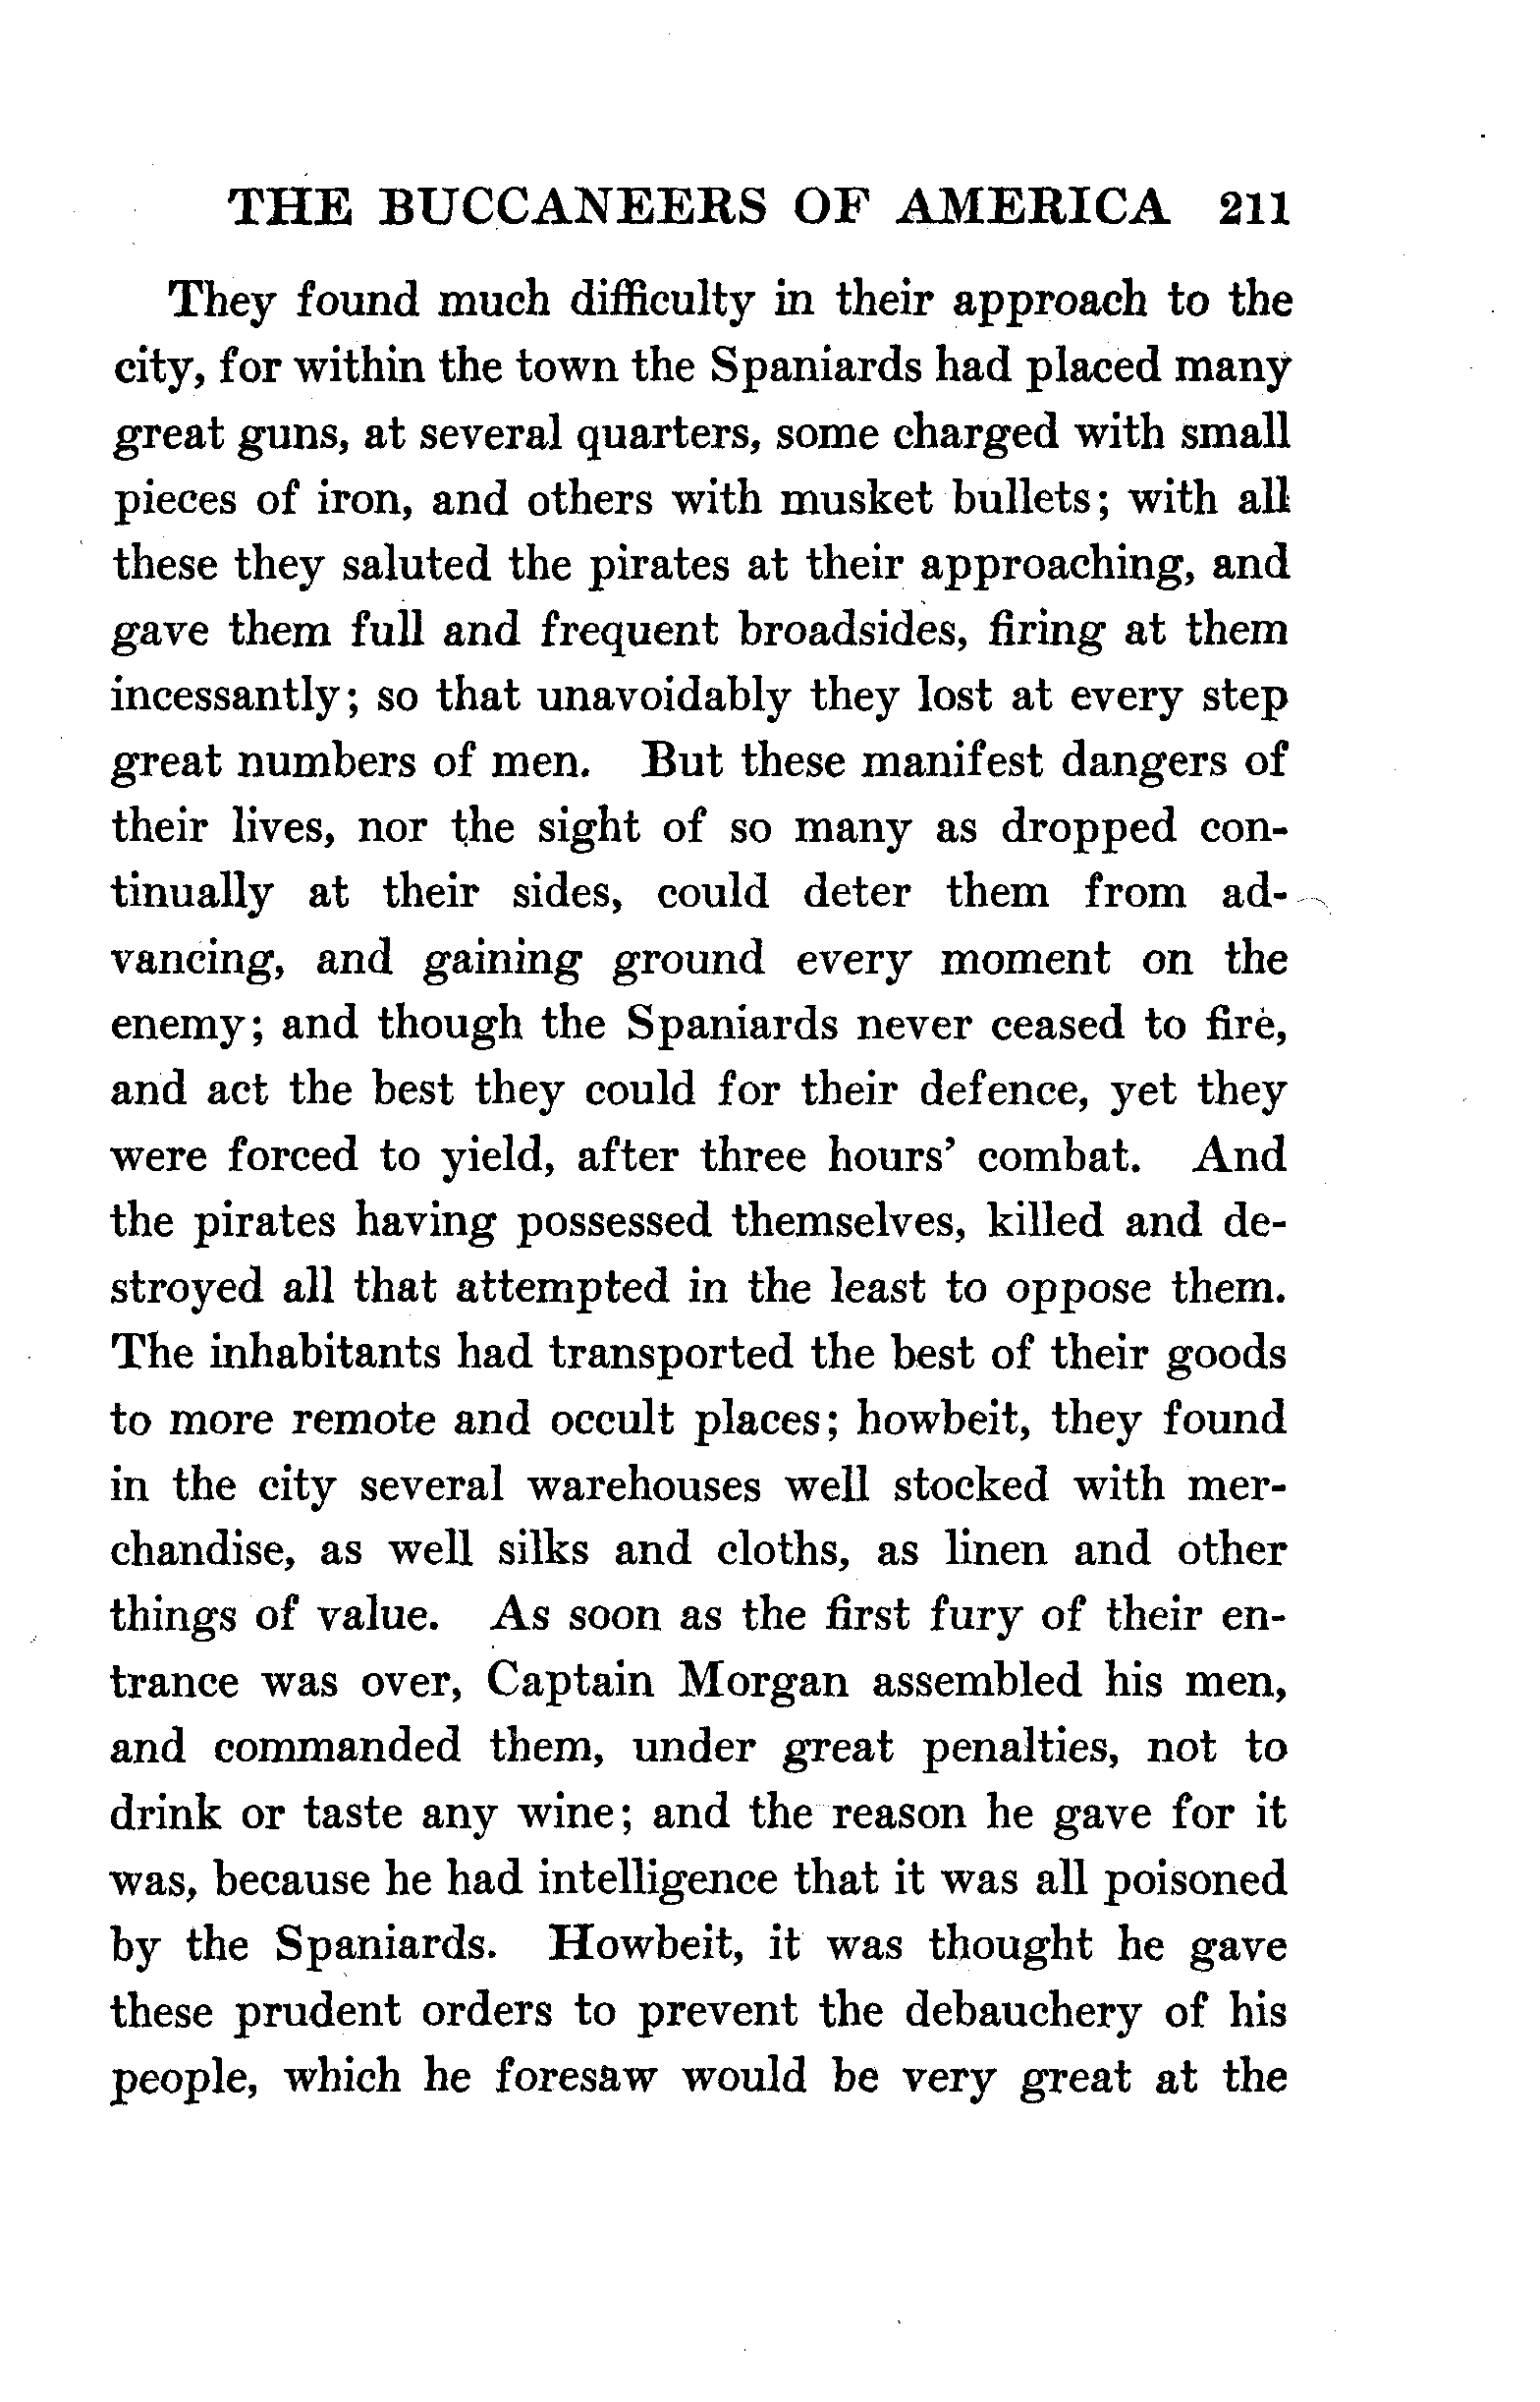 THE BUCCANEERS OF AMERICA 211
They found much difficulty in their approach to the
city, for within the town the Spaniards had placed many
great guns, at several quarters, some charged with small
pieces of iron, and others with musket bullets; with all
these they saluted the pirates at their approaching, and
gave them full and frequent broadsides, firing at them
incessantly; so that unavoidably they lost at every step
great numbers of men. But these manifest dangers of
their lives, nor the sight of so many as dropped con-
tinually at their sides, could deter them from ad-
vancing, and gaining ground every moment on the
enemy; and though the Spaniards never ceased to fire,
and act the best they could for their defence, yet they
were forced to yield, after three hours' combat. And
the pirates having possessed themselves, killed and de-
stroyed all that attempted in the least to oppose them.
The inhabitants had transported the best of their goods
to more remote and occult places; howbeit, they found
in the city several warehouses well stocked with mer-
chandise, as well silks and cloths, as linen and other
things of value. As soon as the first fury of their en-
trance was over, Captain Morgan assembled his men,
and commanded them, under great penalties, not to
drink or taste any wine; and the reason he gave for it
was, because he had intelligence that it was all poisoned
by the Spaniards. Howbeit, it was thought he gave
these prudent orders to prevent the debauchery of his
people, which he foresaw would be very great at the